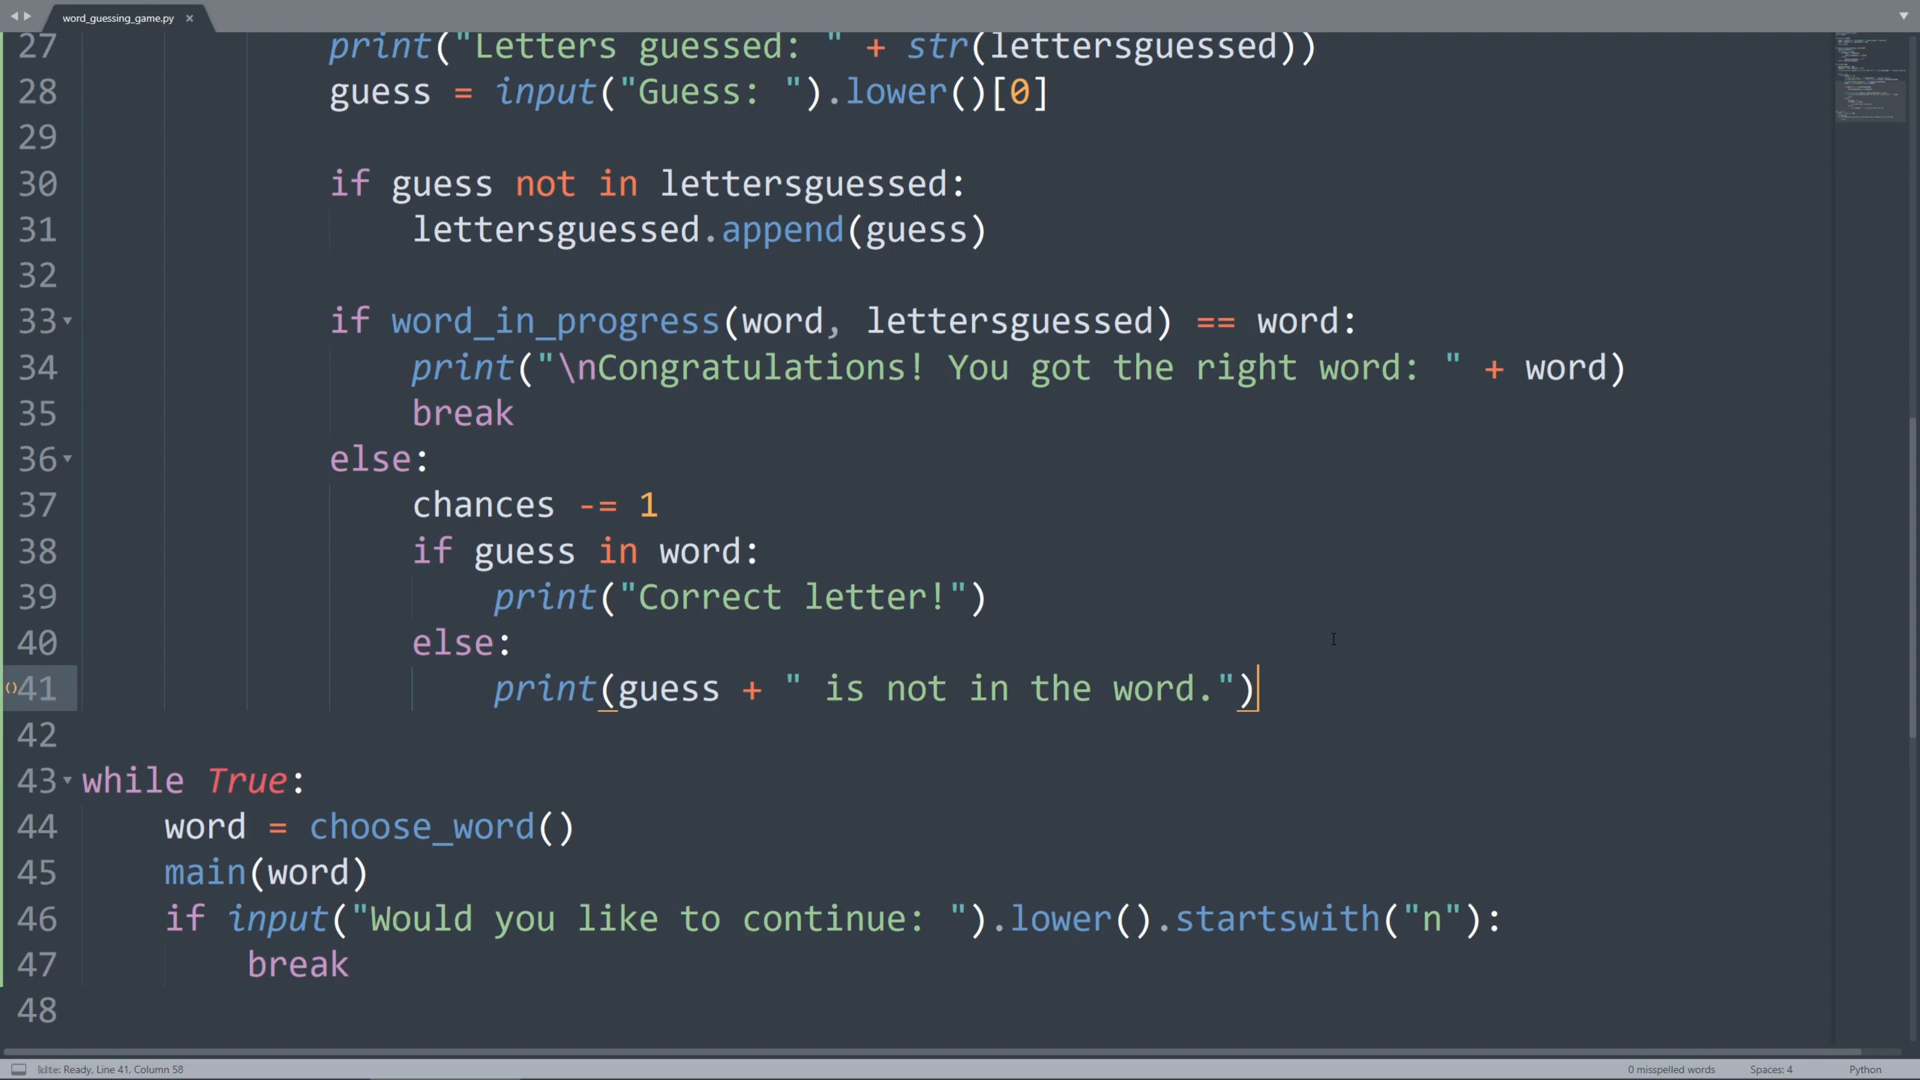 word_guessing_game.py ×
27 print("Letters guessed: " + str(lettersguessed))
28 guess = input("Guess: ").lower()[0]
29
30 if guess not in lettersguessed:
31 lettersguessed.append(guess)
32
33 if word_in_progress(word, lettersguessed) == word:
34 print("\nCongratulations! You got the right word: " + word)
35 break
36 else:
37 chances -= 1
38 if guess in word:
39 print("Correct letter!")
40 else:
41 print(guess + " is not in the word.")
42
43 while True:
44 word = choose_word()
45 main(word)
46 if input("Would you like to continue: ").lower().startswith("n"):
47 break
48
Ready, Line 41, Column 58 0 misspelled words Spaces: 4 Python